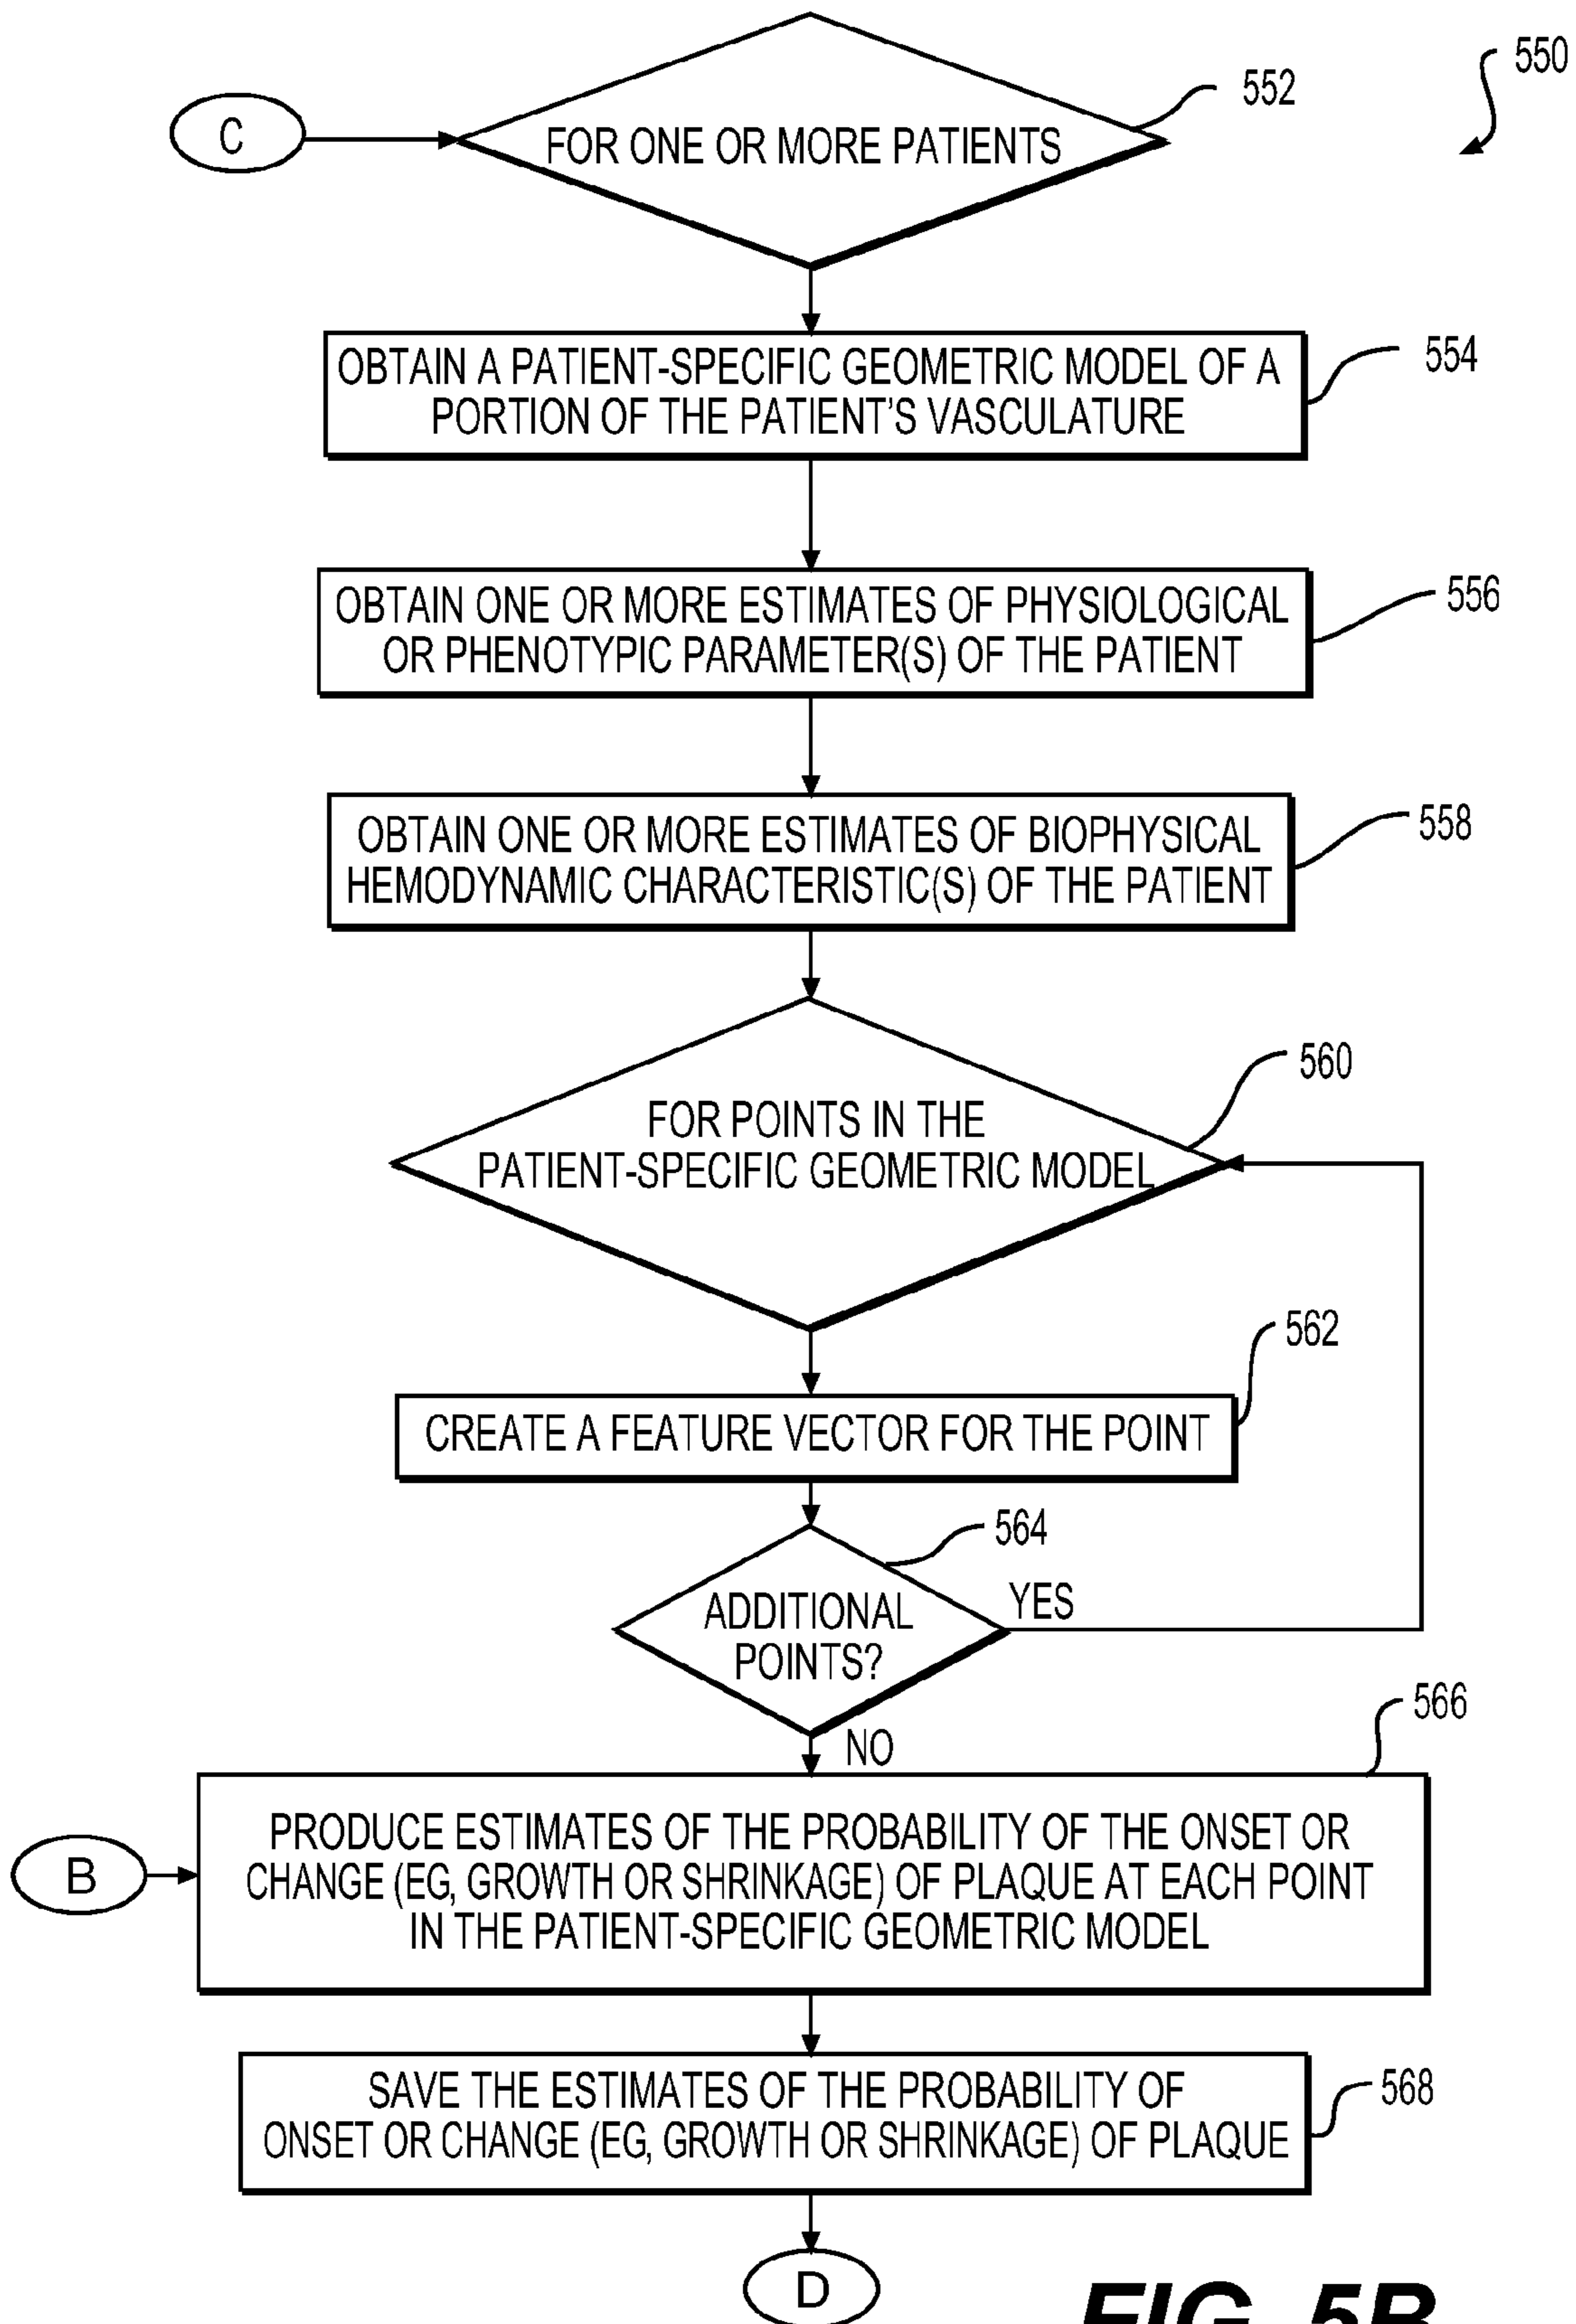 550
552
C
FOR ONE OR MORE PATIENTS
554
OBTAIN A PATIENT-SPECIFIC GEOMETRIC MODEL OF A
PORTION OF THE PATIENT'S VASCULATURE
556
OBTAIN ONE OR MORE ESTIMATES OF PHYSIOLOGICAL
OR PHENOTYPIC PARAMETER(S) OF THE PATIENT
558
OBTAIN ONE OR MORE ESTIMATES OF BIOPHYSICAL
HEMODYNAMIC CHARACTERISTIC(S) OF THE PATIENT
560
FOR POINTS IN THE
PATIENT-SPECIFIC GEOMETRIC MODEL
562
CREATE A FEATURE VECTOR FOR THE POINT
564
ADDITIONAL
POINTS?
YES
NO
566
B
PRODUCE ESTIMATES OF THE PROBABILITY OF THE ONSET OR
CHANGE (EG, GROWTH OR SHRINKAGE) OF PLAQUE AT EACH POINT
IN THE PATIENT-SPECIFIC GEOMETRIC MODEL
568
SAVE THE ESTIMATES OF THE PROBABILITY OF
ONSET OR CHANGE (EG, GROWTH OR SHRINKAGE) OF PLAQUE
D
FIG. 5B